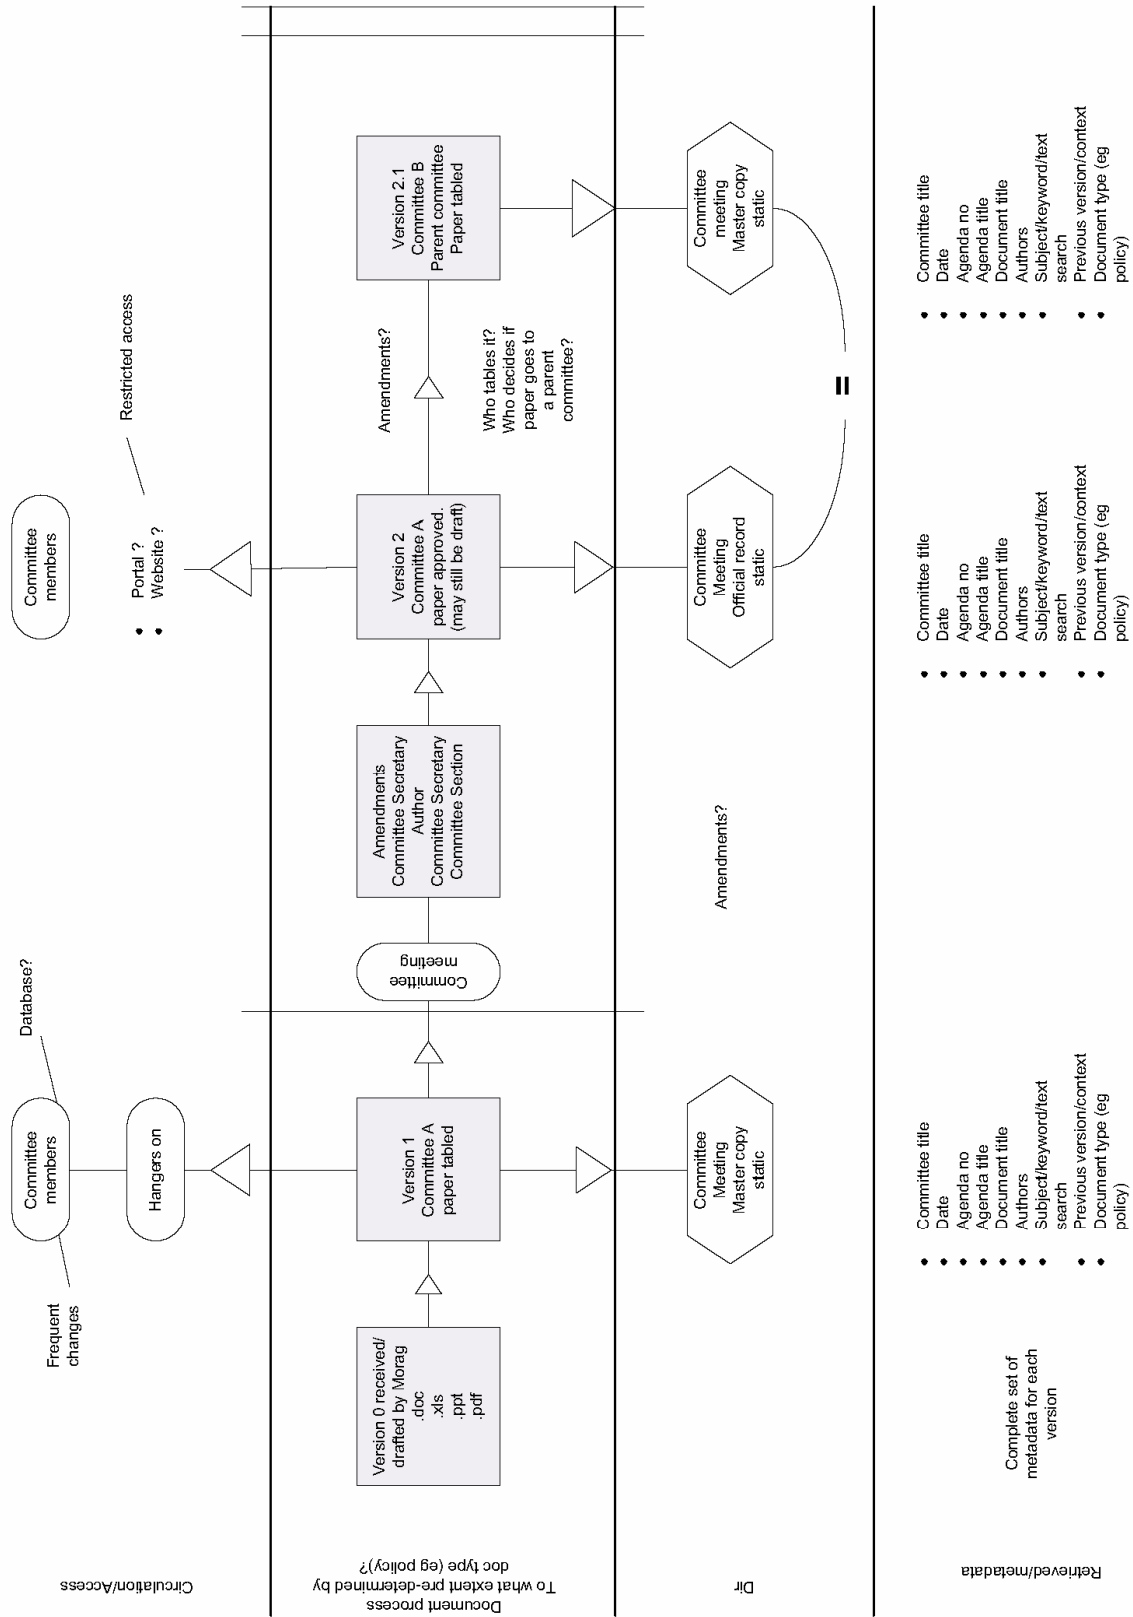 Circulation/Access
Frequent
changes
Committee
members
Database?
Hangers on
Committee
members
Portal ?
Website ?
Restricted access
Document process
To what extent pre-determined by
doc type (eg policy)?
Version 0 received/
drafted by Morag
.doc
.xls
.ppt
.pdf
Version 1
Committee A
paper tabled
Committee
meeting
Amendments
Committee Secretary
Author
Committee Secretary
Committee Section
Version 2
Committee A
paper approved.
(may still be draft)
Amendments?
Who tables it?
Who decides if
paper goes to
a parent
committee?
Version 2.1
Committee B
Parent committee
Paper tabled
Dir
Committee
Meeting
Master copy
static
Amendments?
Committee
Meeting
Official record
static
=
Committee
meeting
Master copy
static
Retrieved/metadata
Complete set of
metadata for each
version
Committee title
Date
Agenda no
Agenda title
Document title
Authors
Subject/keyword/text
search
Previous version/context
Document type (eg
policy)
Committee title
Date
Agenda no
Agenda title
Document title
Authors
Subject/keyword/text
search
Previous version/context
Document type (eg
policy)
Committee title
Date
Agenda no
Agenda title
Document title
Authors
Subject/keyword/text
search
Previous version/context
Document type (eg
policy)